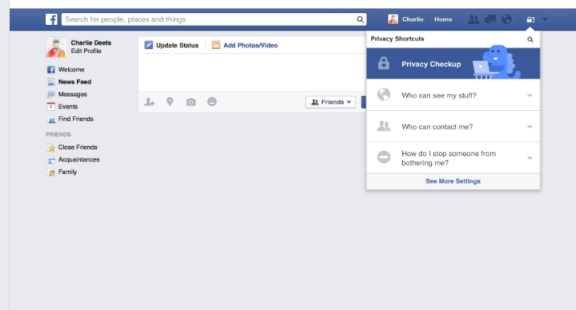 Search for people, places and things
Charlie Home
Charlie Deets
Edit Profile
Welcome
News Feed
Messages
Events
Find Friends
FRIENDS
Close Friends
Acquaintances
Family
Update Status Add Photos/Video
Friends
Privacy Shortcuts
Privacy Checkup
Who can see my stuff?
Who can contact me?
How do I stop someone from
bothering me?
See More Settings